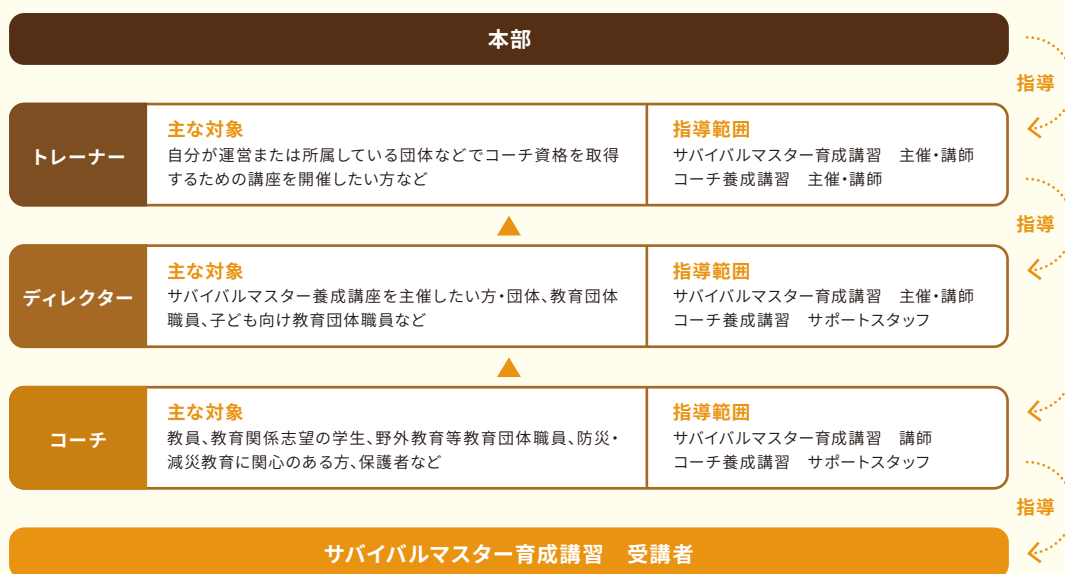 本部
指導
トレーナー
主な対象
自分が運営または所属している団体などでコーチ資格を取得
するための講座を開催したい方など
指導範囲
サバイバルマスター育成講習　主催・講師
コーチ養成講習　主催・講師
指導
ディレクター
主な対象
サバイバルマスター養成講座を主催したい方・団体、教育団体
職員、子ども向け教育団体職員など
指導範囲
サバイバルマスター育成講習　主催・講師
コーチ養成講習　サポートスタッフ
コーチ
主な対象
教員、教育関係志望の学生、野外教育等教育団体職員、防災・
減災教育に関心のある方、保護者など
指導範囲
サバイバルマスター育成講習　講師
コーチ養成講習　サポートスタッフ
指導
サバイバルマスター育成講習　受講者